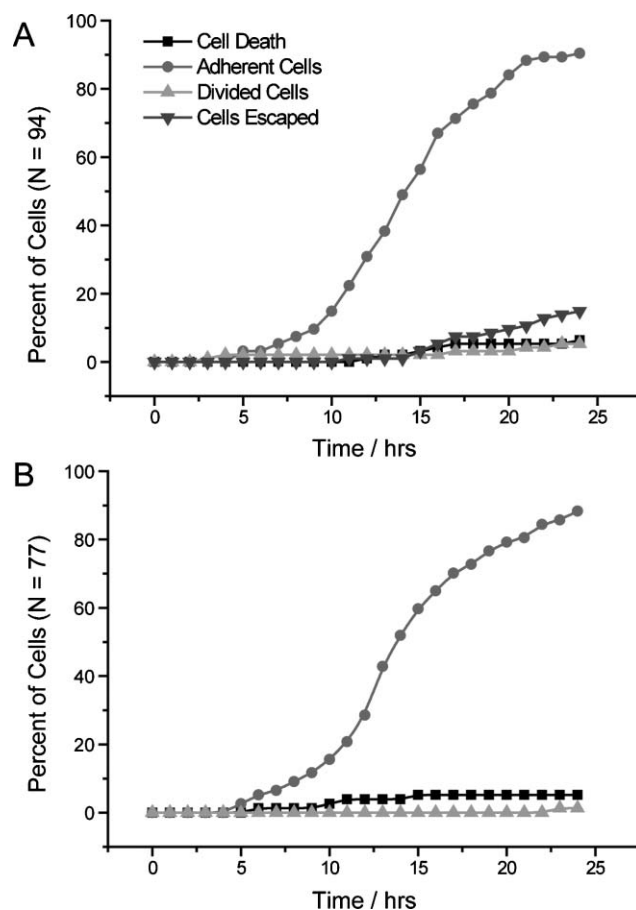 A
Cell Death
Adherent Cells
Divided Cells
Cells Escaped
Percent of Cells (N = 94)
100
80
60
40
20
0
0 5 10 15 20 25
Time / hrs
B
Percent of Cells (N = 77)
100
80
60
40
20
0
0 5 10 15 20 25
Time / hrs